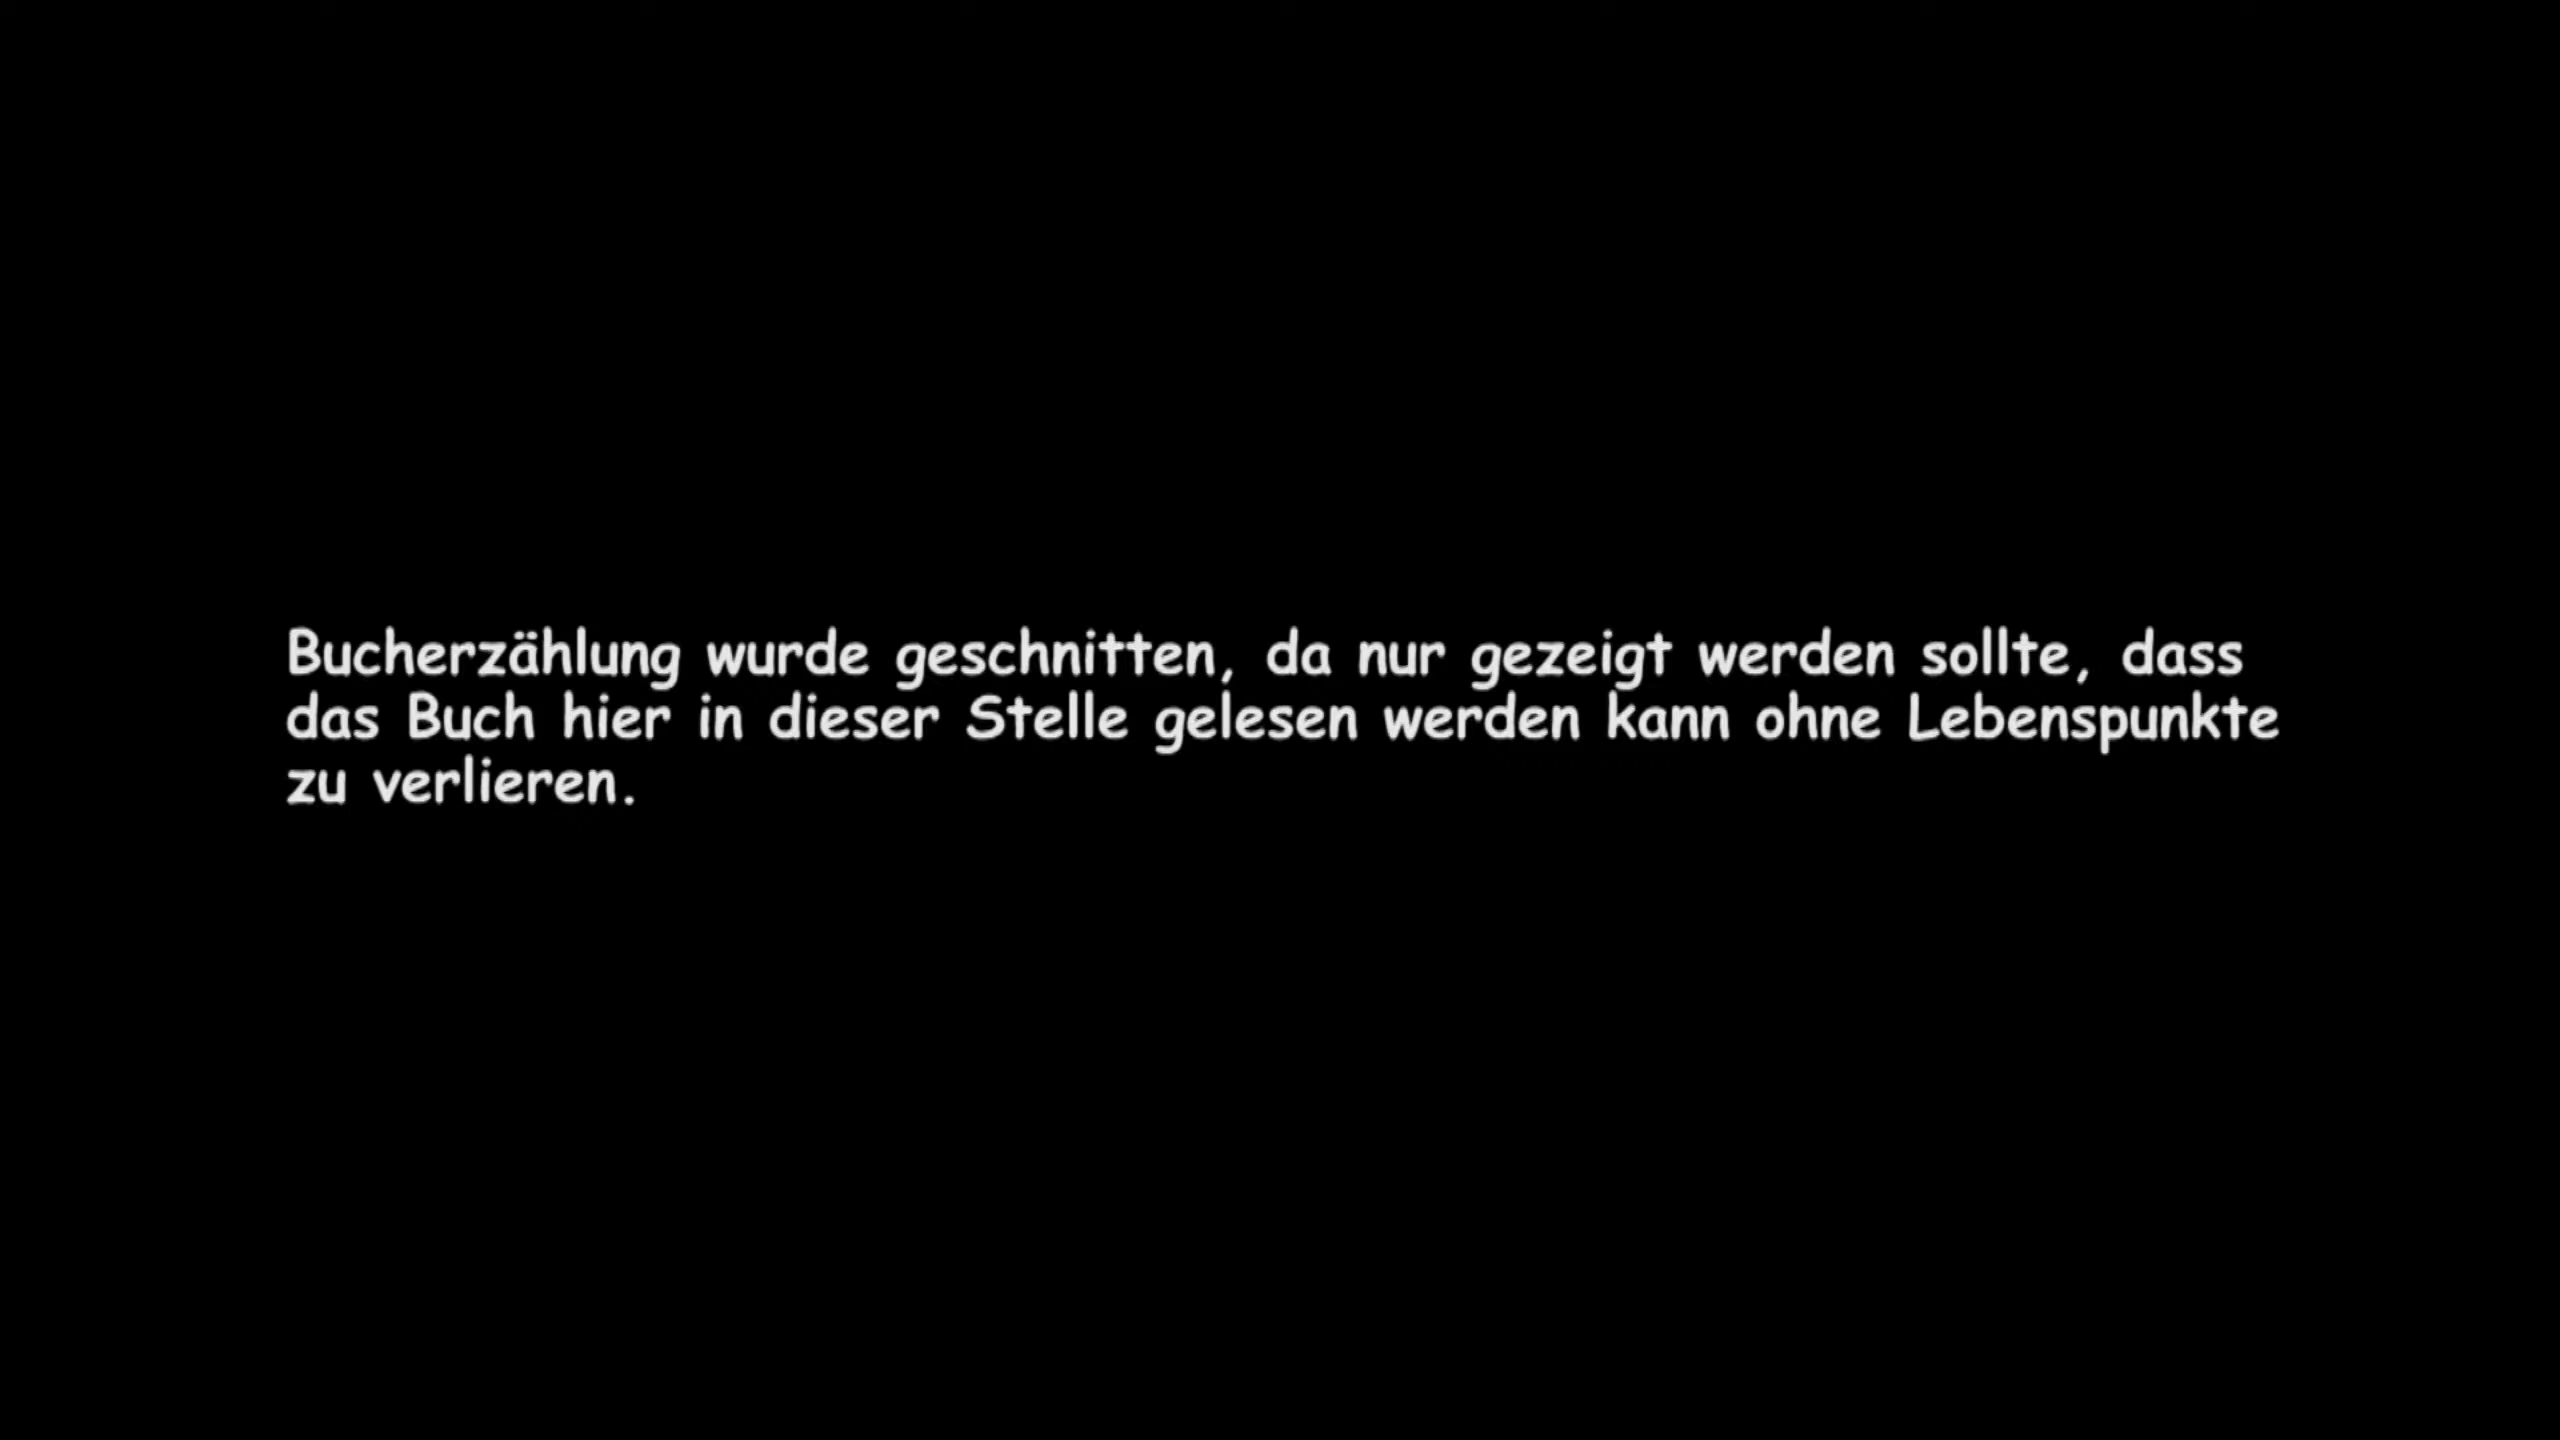 Bucherzählung wurde geschnitten, da nur gezeigt werden sollte, dass
das Buch hier in dieser Stelle gelesen werden kann ohne Lebenspunkte
zu verlieren.